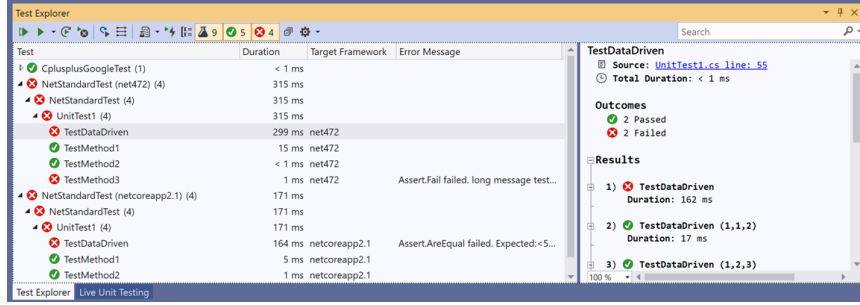 Test Explorer
9 5 4
Search
Test Duration Target Framework Error Message
CplusplusGoogleTest (1) < 1 ms
NetStandardTest (net472) (4) 315 ms
NetStandardTest (4) 315 ms
UnitTest1 (4) 315 ms
TestDataDriven 299 ms net472
TestMethod1 15 ms net472
TestMethod2 < 1 ms net472
TestMethod3 1 ms net472 Assert.Fail failed. long message test...
NetStandardTest (netcoreapp2.1) (4) 171 ms
NetStandardTest (4) 171 ms
UnitTest1 (4) 171 ms
TestDataDriven 164 ms netcoreapp2.1 Assert.AreEqual failed. Expected:<5...
TestMethod1 5 ms netcoreapp2.1
TestMethod2 1 ms netcoreapp2.1
TestDataDriven
Source: UnitTest1.cs line: 55
Total Duration: < 1 ms
Outcomes
2 Passed
2 Failed
Results
1) TestDataDriven
Duration: 162 ms
2) TestDataDriven (1,1,2)
Duration: 17 ms
3) TestDataDriven (1,2,3)
100 %
Test Explorer Live Unit Testing